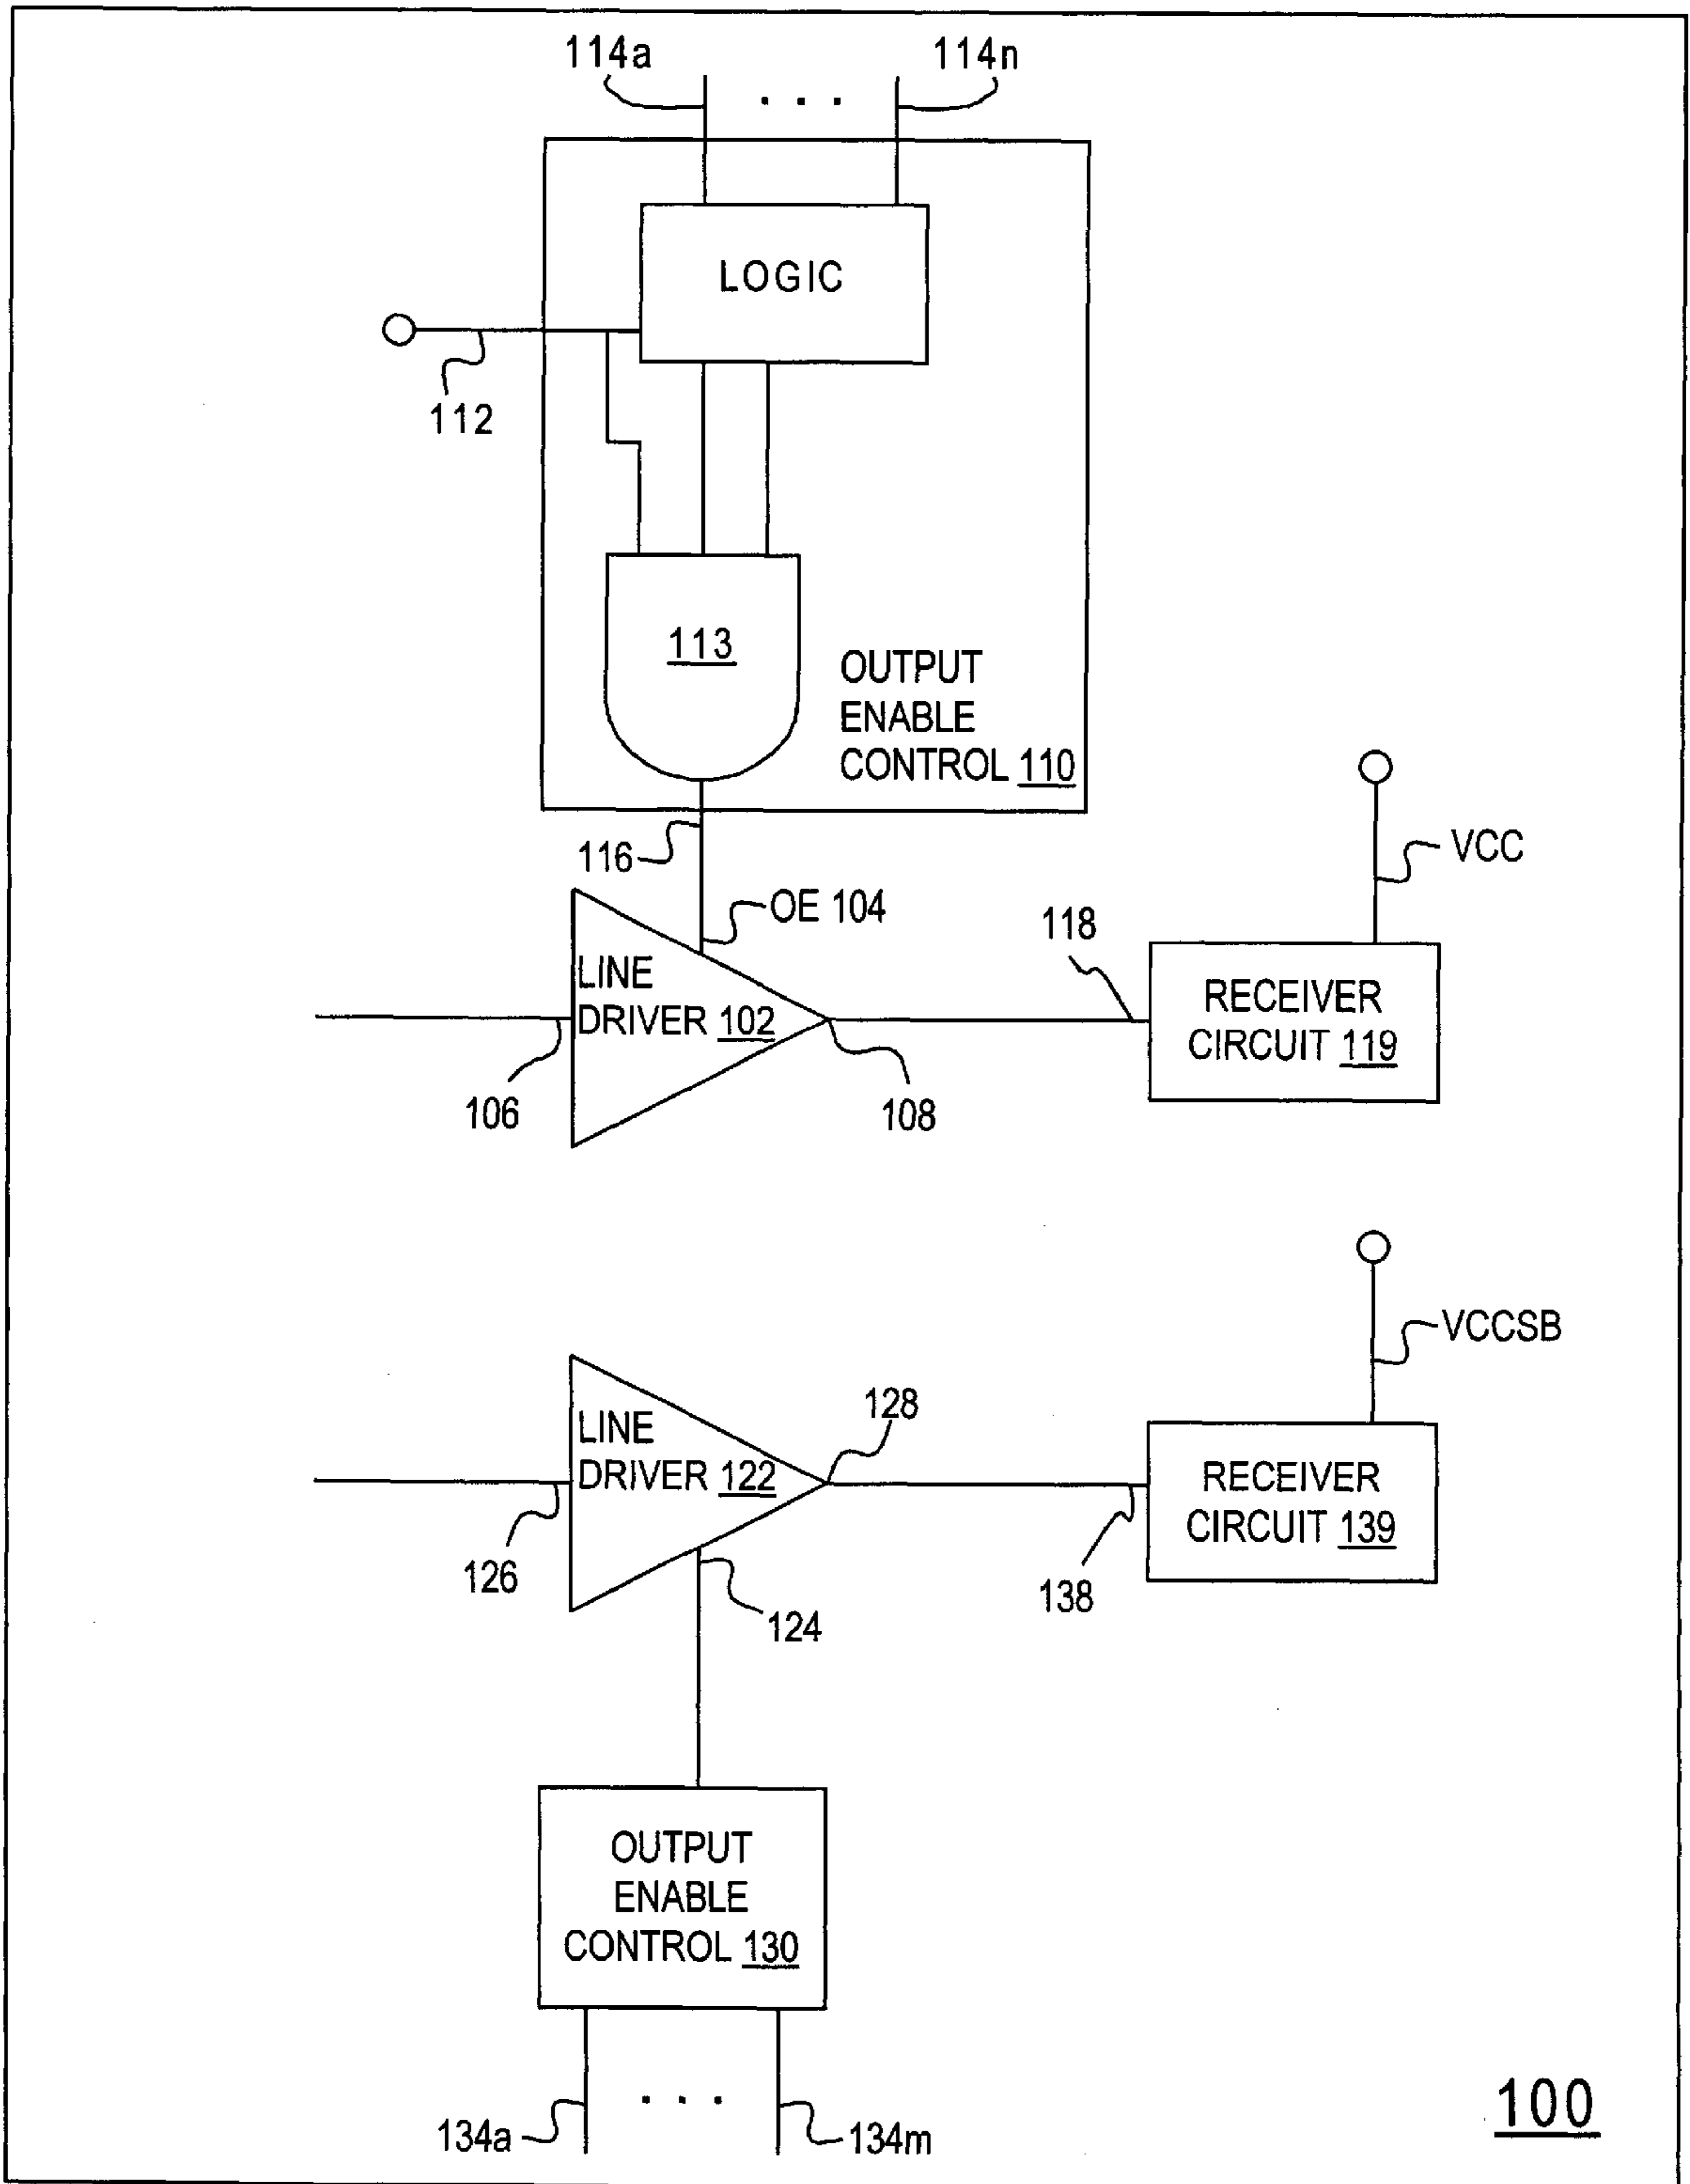 114a
. . .
114n
LOGIC
112
113
OUTPUT
ENABLE
CONTROL 110
116
VCC
OE 104
118
LINE
DRIVER 102
RECEIVER
CIRCUIT 119
106
108
VCCSB
128
LINE
DRIVER 122
RECEIVER
CIRCUIT 139
126
124
138
OUTPUT
ENABLE
CONTROL 130
134a
. . .
134m
100